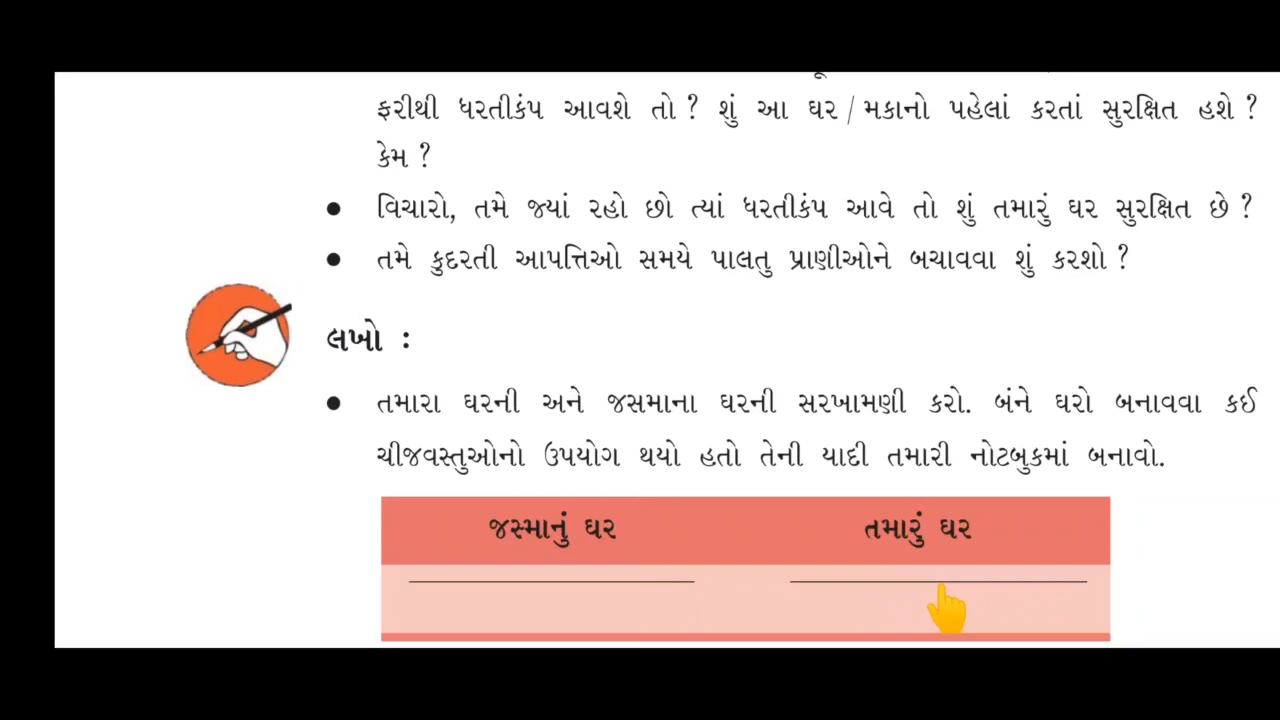 ફરીથી ધરતીકંપ આવશે તો ? શું આ ઘર / મકાનો પહેલાં કરતાં સુરક્ષિત હશે ?
કેમ ?
● વિચારો, તમે જ્યાં રહો છો ત્યાં ધરતીકંપ આવે તો શું તમારું ઘર સુરક્ષિત છે ?
● તમે કુદરતી આપત્તિઓ સમયે પાલતુ પ્રાણીઓને બચાવવા શું કરશો ?
લખો :
● તમારા ઘરની અને જસમાના ઘરની સરખામણી કરો. બંને ઘરો બનાવવા કઈ
ચીજવસ્તુઓનો ઉપયોગ થયો હતો તેની યાદી તમારી નોટબુકમાં બનાવો.
જસ્માનું ઘર તમારું ઘર